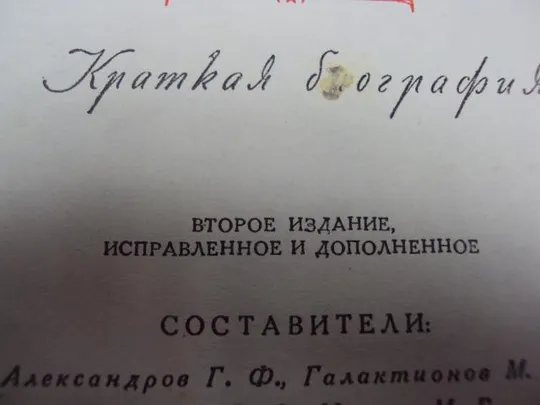 Краткая биография
ВТОРОЕ ИЗДАНИЕ,
ИСПРАВЛЕННОЕ И ДОПОЛНЕННОЕ
СОСТАВИТЕЛИ:
Александров Г. Ф., Галактионов М.